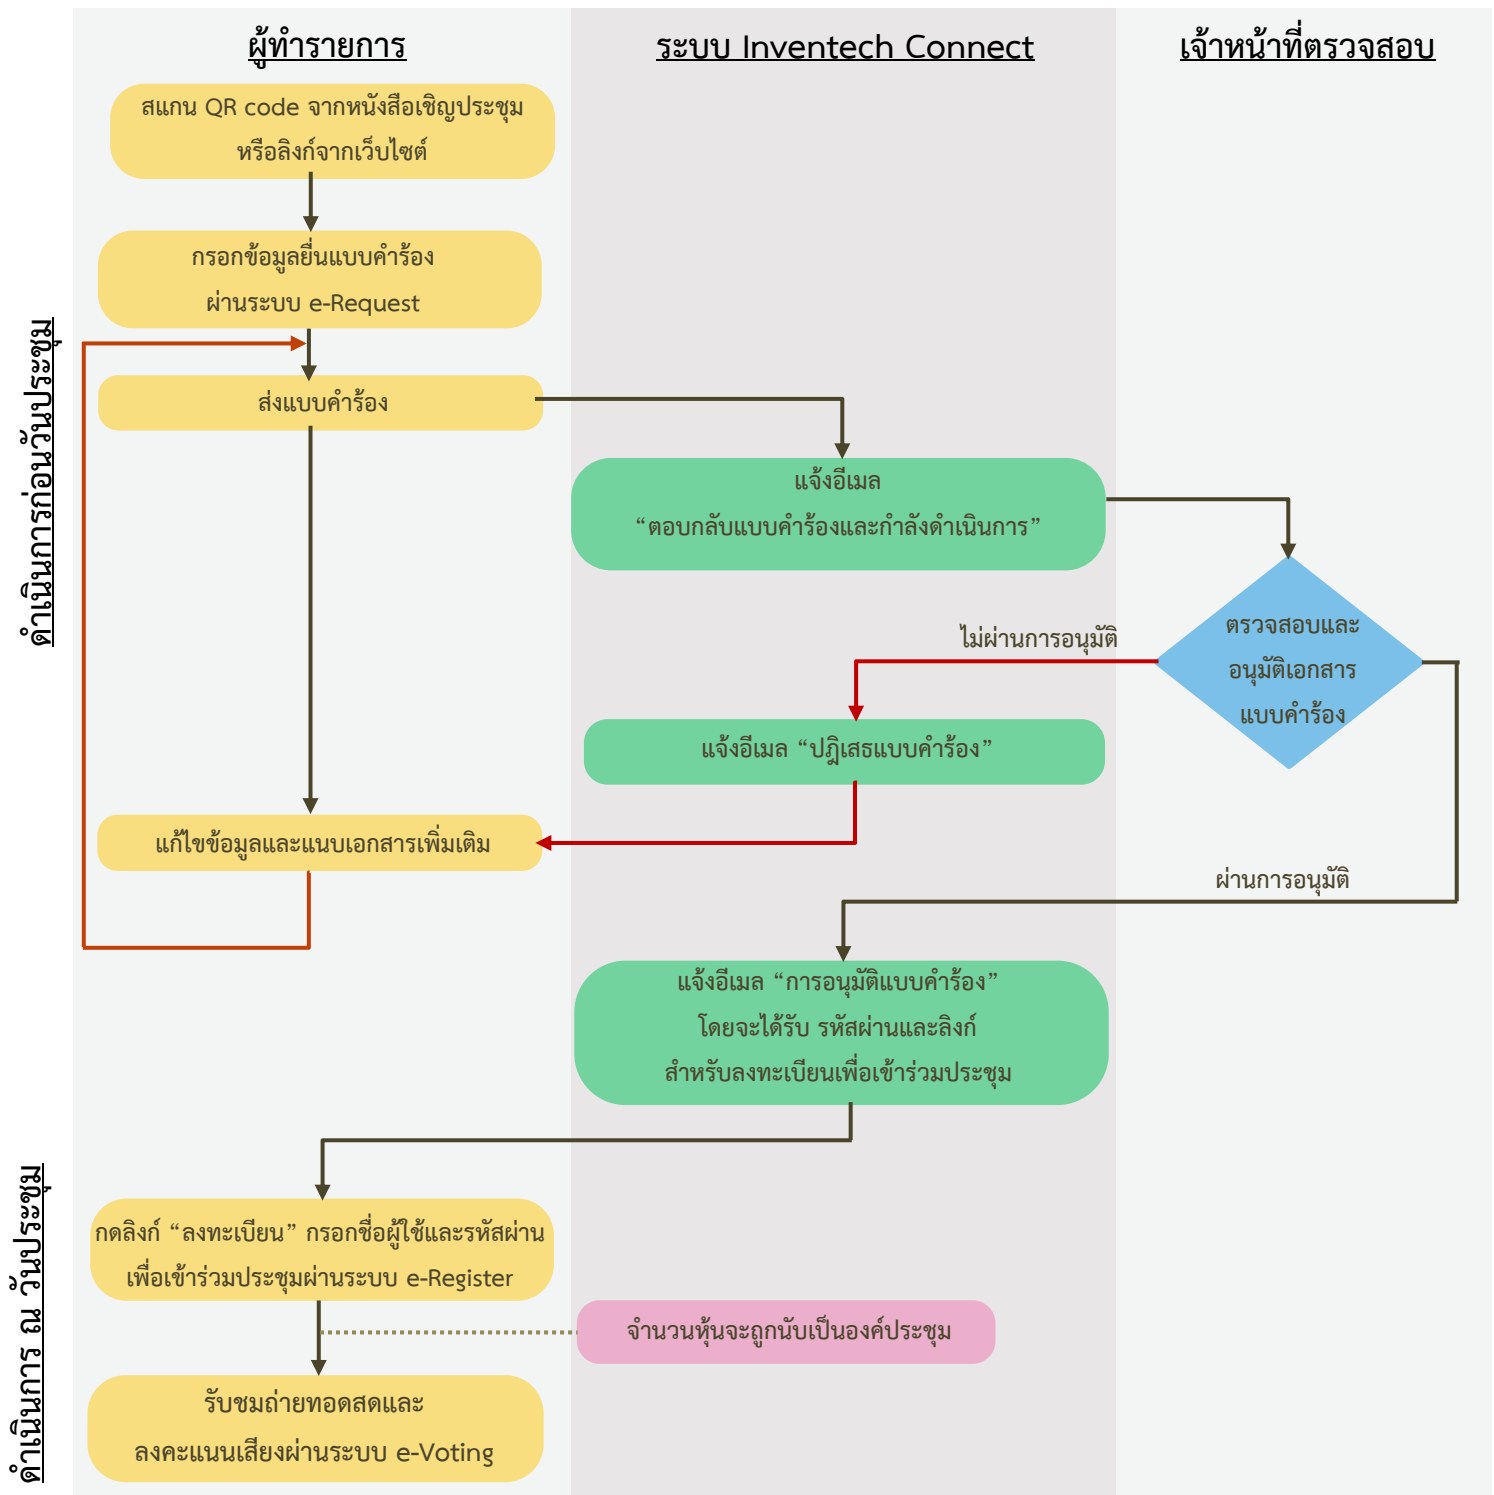 ผู้ทำรายการ
ระบบ Inventech Connect
เจ้าหน้าที่ตรวจสอบ
ดำเนินการก่อนวันประชุม
สแกน QR code จากหนังสือเชิญประชุม
หรือลิงก์จากเว็บไซต์
กรอกข้อมูลยื่นแบบคำร้อง
ผ่านระบบ e-Request
ส่งแบบคำร้อง
แจ้งอีเมล
“ตอบกลับแบบคำร้องและกำลังดำเนินการ”
ตรวจสอบและ
อนุมัติเอกสาร
แบบคำร้อง
ไม่ผ่านการอนุมัติ
แจ้งอีเมล “ปฎิเสธแบบคำร้อง”
แก้ไขข้อมูลและแนบเอกสารเพิ่มเติม
ผ่านการอนุมัติ
แจ้งอีเมล “การอนุมัติแบบคำร้อง”
โดยจะได้รับ รหัสผ่านและลิงก์
สำหรับลงทะเบียนเพื่อเข้าร่วมประชุม
ดำเนินการ ณ วันประชุม
กดลิงก์ “ลงทะเบียน” กรอกชื่อผู้ใช้และรหัสผ่าน
เพื่อเข้าร่วมประชุมผ่านระบบ e-Register
จำนวนหุ้นจะถูกนับเป็นองค์ประชุม
รับชมถ่ายทอดสดและ
ลงคะแนนเสียงผ่านระบบ e-Voting